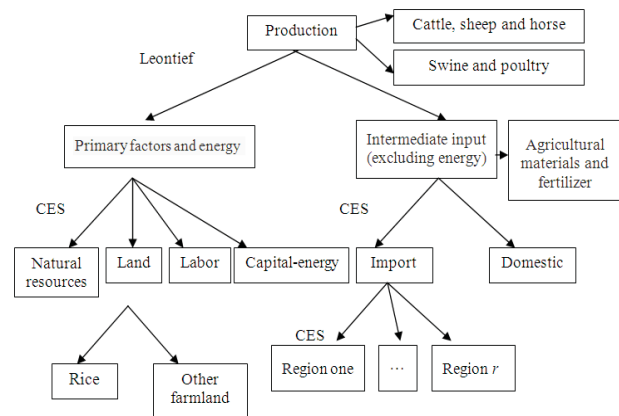 Production
Cattle, sheep and horse
Swine and poultry
Leontief
Primary factors and energy
Intermediate input
(excluding energy)
Agricultural
materials and
fertilizer
CES
CES
Natural
resources
Land
Labor
Capital-energy
Import
Domestic
CES
Rice
Other
farmland
Region one
...
Region r